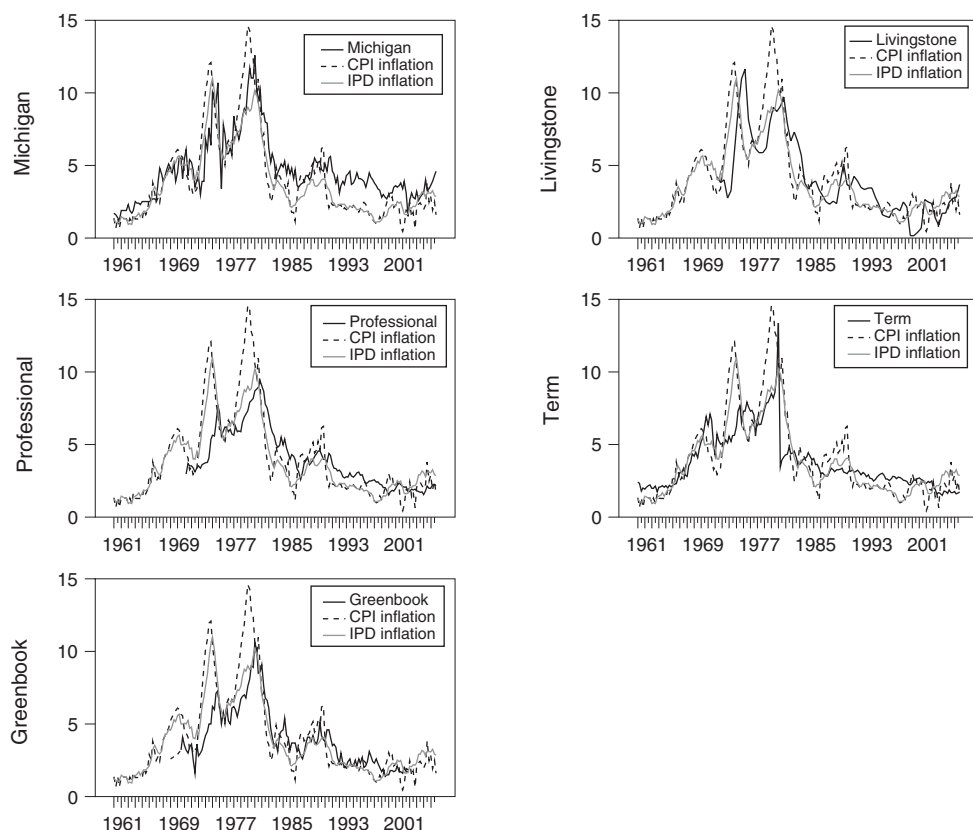 15
10
5
0
Michigan
Michigan
CPI inflation
IPD inflation
1961 1969 1977 1985 1993 2001
15
10
5
0
Livingstone
Livingstone
CPI inflation
IPD inflation
1961 1969 1977 1985 1993 2001
15
10
5
0
Professional
Professional
CPI inflation
IPD inflation
1961 1969 1977 1985 1993 2001
15
10
5
0
Term
Term
CPI inflation
IPD inflation
1961 1969 1977 1985 1993 2001
15
10
5
0
Greenbook
Greenbook
CPI inflation
IPD inflation
1961 1969 1977 1985 1993 2001